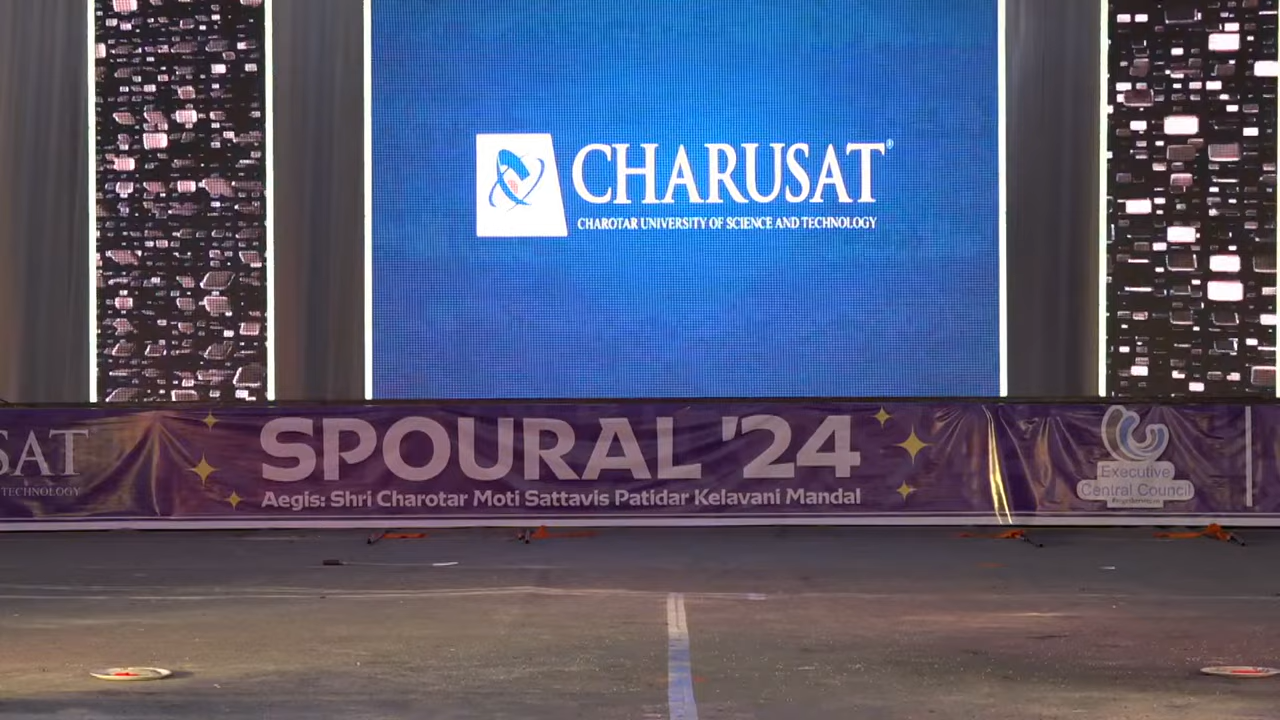 CHARUSAT®
CHAROTAR UNIVERSITY OF SCIENCE AND TECHNOLOGY
SAT
TECHNOLOGY
SPOURAL '24
Aegis: Shri Charotar Moti Sattavis Patidar Kelavani Mandal
Executive
Central Council